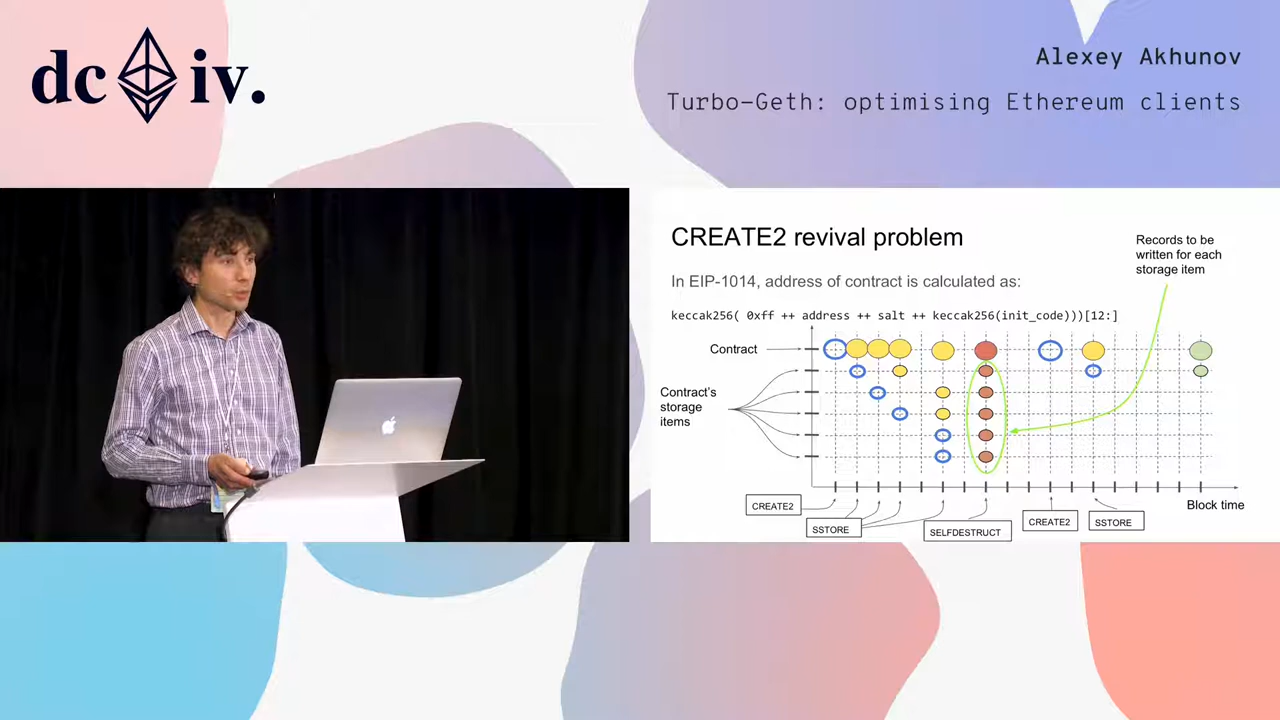 dc iv.
Alexey Akhunov
Turbo-Geth: optimising Ethereum clients
CREATE2 revival problem
In EIP-1014, address of contract is calculated as:
keccak256( 0xff ++ address ++ salt ++ keccak256(init_code)))[12:]
Records to be
written for each
storage item
Contract
Contract's
storage
items
CREATE2
SSTORE
SELFDESTRUCT
CREATE2
SSTORE
Block time